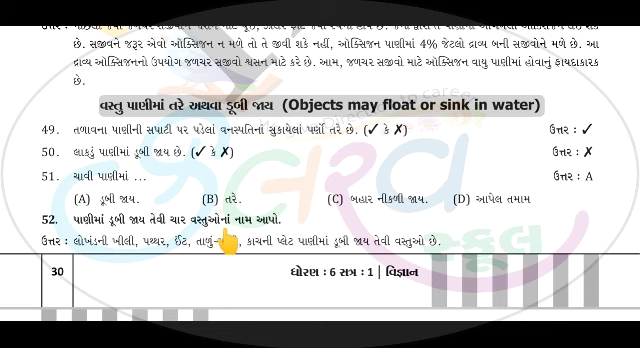 છે. સજીવને જરૂર એવો ઓક્સિજન ન મળે તો તે જીવી શકે નહીં, ઓક્સિજન પાણીમાં 4% જેટલો દ્રાવ્ય બની સજીવોને મળે છે. આ
દ્રાવ્ય ઓક્સિજનનો ઉપયોગ જળચર સજીવો શ્વસન માટે કરે છે. આમ, જળચર સજીવો માટે ઓક્સિજન વાયુ પાણીમાં હોવાનું ફાયદાકારક
છે.
વસ્તુ પાણીમાં તરે અથવા ડૂબી જાય (Objects may float or sink in water)
49. તળાવના પાણીની સપાટી પર પડેલાં વનસ્પતિનાં સુકાયેલાં પર્ણો તરે છે. (✓ કે ✗) ઉત્તર : ✓
50. લાકડું પાણીમાં ડૂબી જાય છે. (✓ કે ✗) ઉત્તર : ✗
51. ચાવી પાણીમાં ... ઉત્તર : A
(A) ડૂબી જાય. (B) તરે. (C) બહાર નીકળી જાય. (D) આપેલ તમામ
52. પાણીમાં ડૂબી જાય તેવી ચાર વસ્તુઓનાં નામ આપો.
ઉત્તર : લોખંડની ખીલી, પથ્થર, ઈંટ, તાળું- કાચની પ્લેટ પાણીમાં ડૂબી જાય તેવી વસ્તુઓ છે.
30 ધોરણ : 6 સત્ર : 1 | વિજ્ઞાન
કલરવ
સ્કૂલ